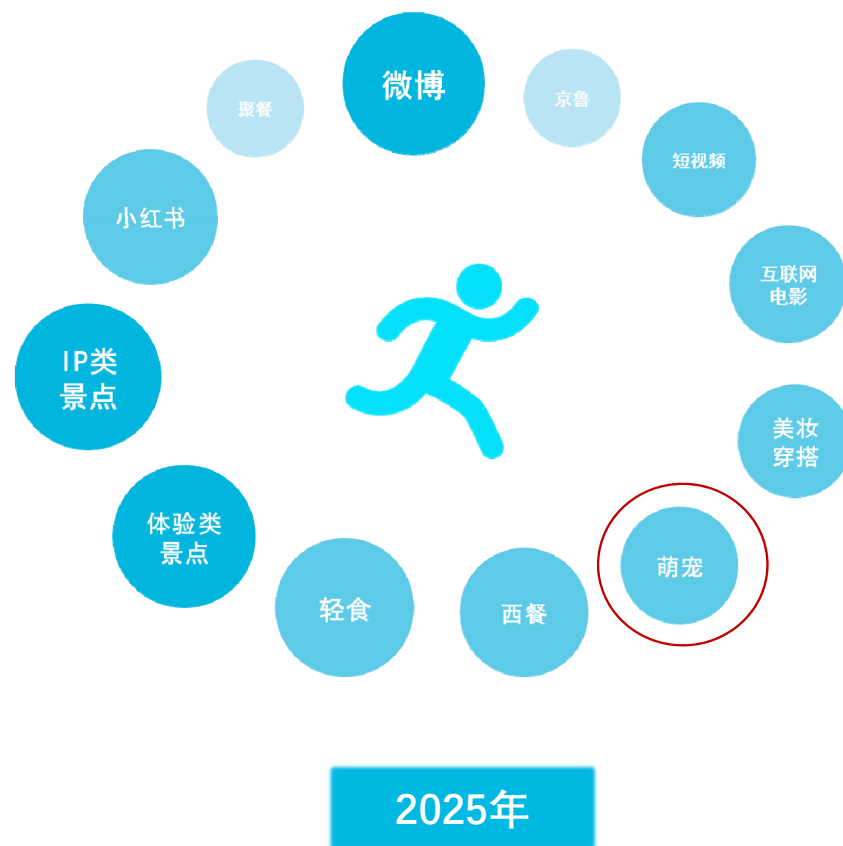 微博
聚餐
京鲁
短视频
小红书
互联网
电影
IP类
景点
美妆
穿搭
体验类
景点
萌宠
轻食
西餐
2025年